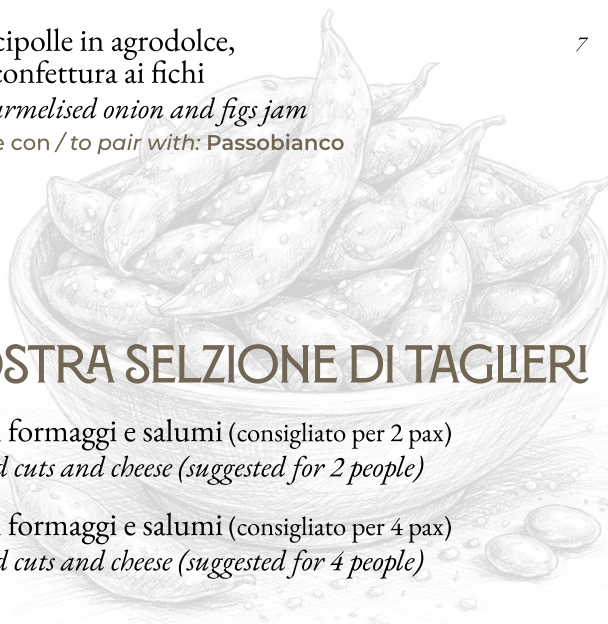 cipolle in agrodolce,
7
confettura ai fichi
armelised onion and figs jam
e con / to pair with: Passobianco
OSTRA SELZIONE DI TAGLIERI
formaggi e salumi (consigliato per 2 pax)
d cuts and cheese (suggested for 2 people)
formaggi e salumi (consigliato per 4 pax)
d cuts and cheese (suggested for 4 people)